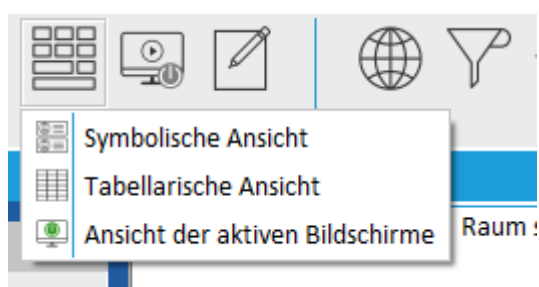 Symbolische Ansicht
Tabellarische Ansicht
Ansicht der aktiven Bildschirme
Raum